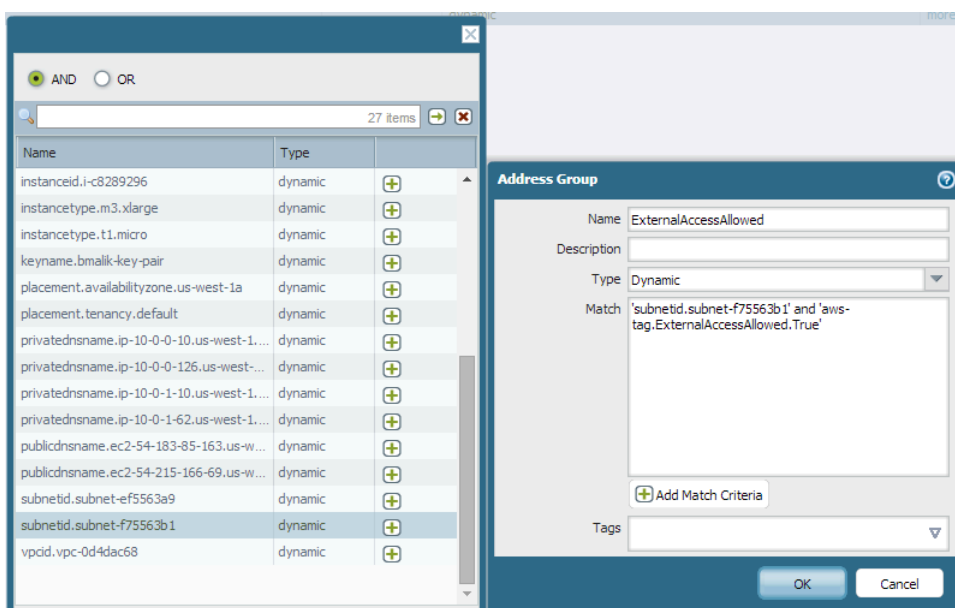 dynamic
more
AND OR
27 items
Name Type
instanceid.i-c8289296 dynamic
instancetype.m3.xlarge dynamic
instancetype.t1.micro dynamic
keyname.bmalik-key-pair dynamic
placement.availabilityzone.us-west-1a dynamic
placement.tenancy.default dynamic
privatednsname.ip-10-0-0-10.us-west-1.... dynamic
privatednsname.ip-10-0-0-126.us-west-... dynamic
privatednsname.ip-10-0-1-10.us-west-1.... dynamic
privatednsname.ip-10-0-1-62.us-west-1.... dynamic
publicdnsname.ec2-54-183-85-163.us-w... dynamic
publicdnsname.ec2-54-215-166-69.us-w... dynamic
subnetid.subnet-ef5563a9 dynamic
subnetid.subnet-f75563b1 dynamic
vpcid.vpc-0d4dac68 dynamic
Address Group
Name ExternalAccessAllowed
Description
Type Dynamic
Match 'subnetid.subnet-f75563b1' and 'aws-
tag.ExternalAccessAllowed.True'
Add Match Criteria
Tags
OK Cancel